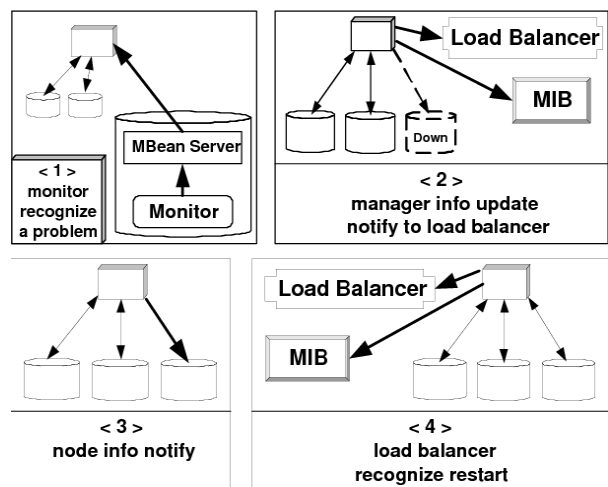 MBean Server
Monitor
< 1 >
monitor
recognize
a problem
Load Balancer
MIB
Down
< 2 >
manager info update
notify to load balancer
< 3 >
node info notify
Load Balancer
MIB
< 4 >
load balancer
recognize restart